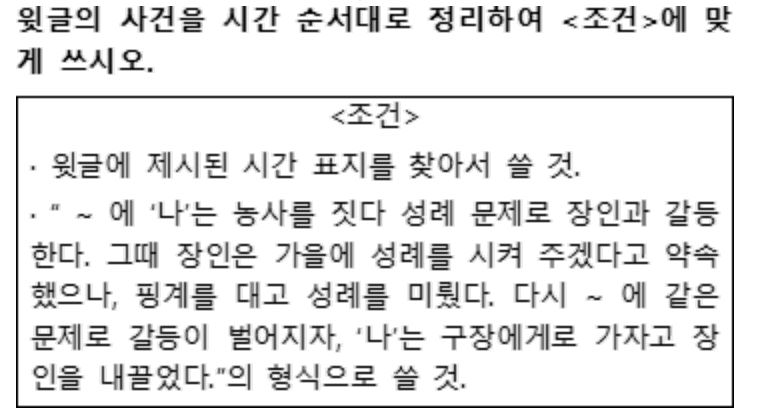 윗글의 사건을 시간 순서대로 정리하여 <조건>에 맞
게 쓰시오.
<조건>
· 윗글에 제시된 시간 표지를 찾아서 쓸 것.
· " ~ 에 '나'는 농사를 짓다 성례 문제로 장인과 갈등
한다. 그때 장인은 가을에 성례를 시켜 주겠다고 약속
했으나, 핑계를 대고 성례를 미뤘다. 다시 ~ 에 같은
문제로 갈등이 벌어지자, '나'는 구장에게로 가자고 장
인을 내끌었다."의 형식으로 쓸 것.